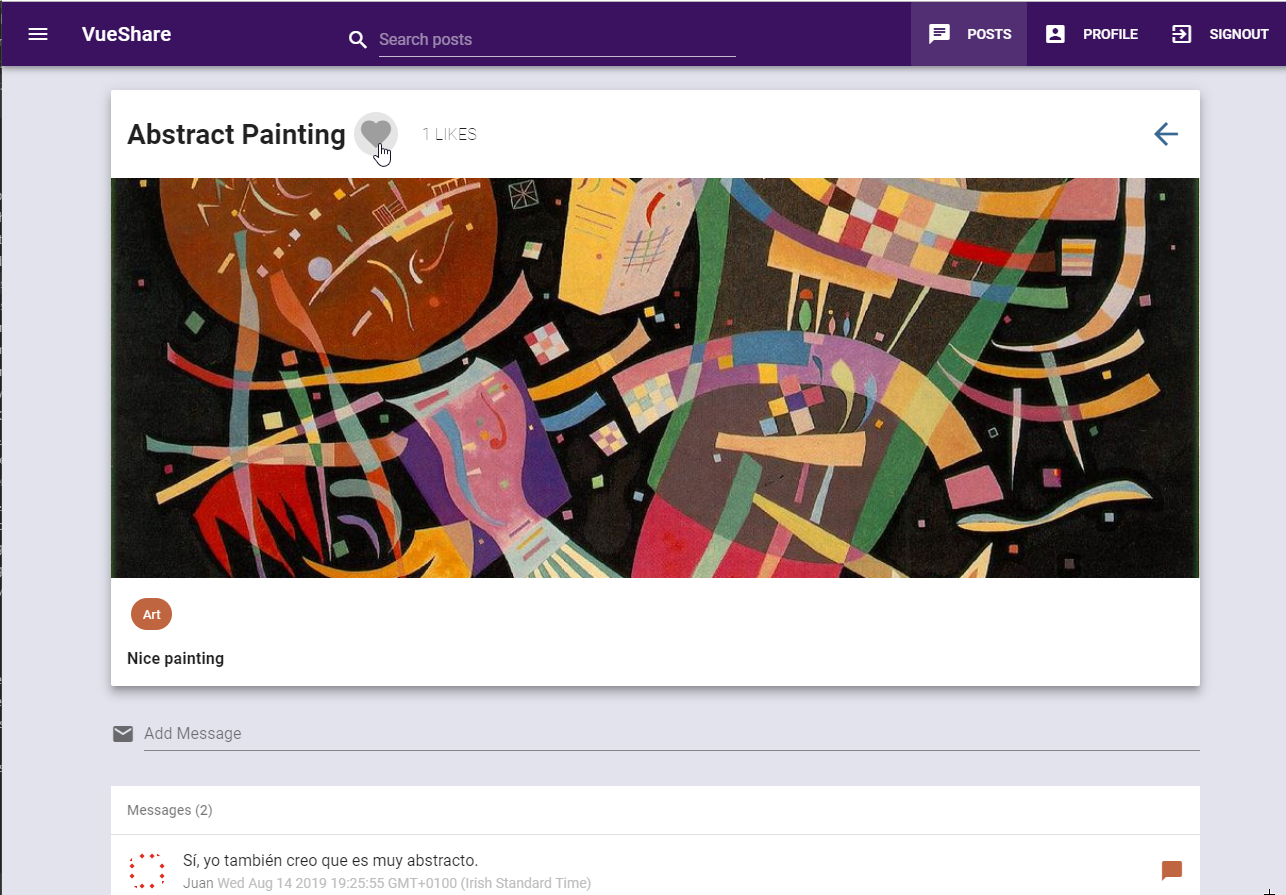 VueShare
Search posts
POSTS
PROFILE
SIGNOUT
Abstract Painting
1 LIKES
Art
Nice painting
Add Message
Messages (2)
Sí, yo también creo que es muy abstracto.
Juan Wed Aug 14 2019 19:25:55 GMT+0100 (Irish Standard Time)